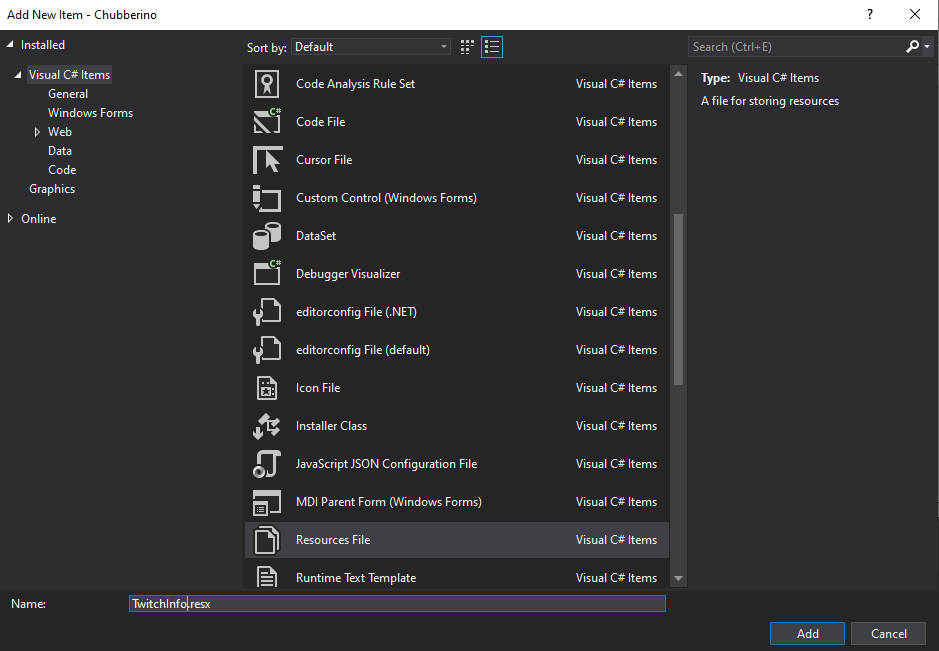 Add New Item - Chubberino
?
Installed
Visual C# Items
General
Windows Forms
Web
Data
Code
Graphics
Online
Sort by: Default
Code Analysis Rule Set Visual C# Items
C# Code File Visual C# Items
Cursor File Visual C# Items
Custom Control (Windows Forms) Visual C# Items
DataSet Visual C# Items
C# Debugger Visualizer Visual C# Items
editorconfig File (.NET) Visual C# Items
editorconfig File (default) Visual C# Items
Icon File Visual C# Items
Installer Class Visual C# Items
JavaScript JSON Configuration File Visual C# Items
MDI Parent Form (Windows Forms) Visual C# Items
Resources File Visual C# Items
Runtime Text Template Visual C# Items
Search (Ctrl+E)
Type: Visual C# Items
A file for storing resources
Name: TwitchInfo.resx
Add Cancel